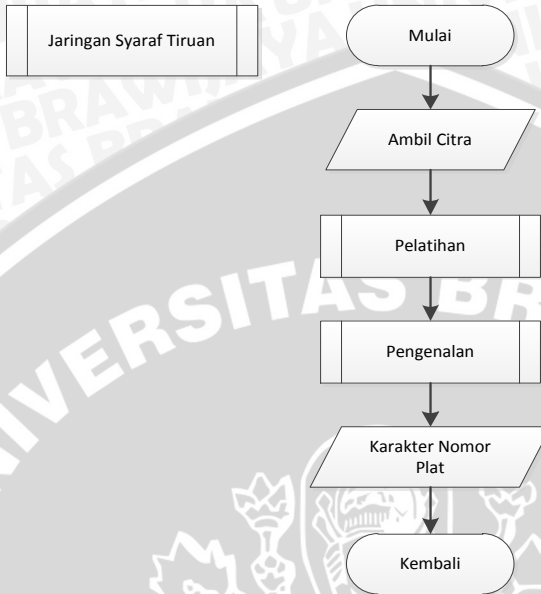 Jaringan Syaraf Tiruan
Mulai
Ambil Citra
Pelatihan
Pengenalan
Karakter Nomor
Plat
Kembali